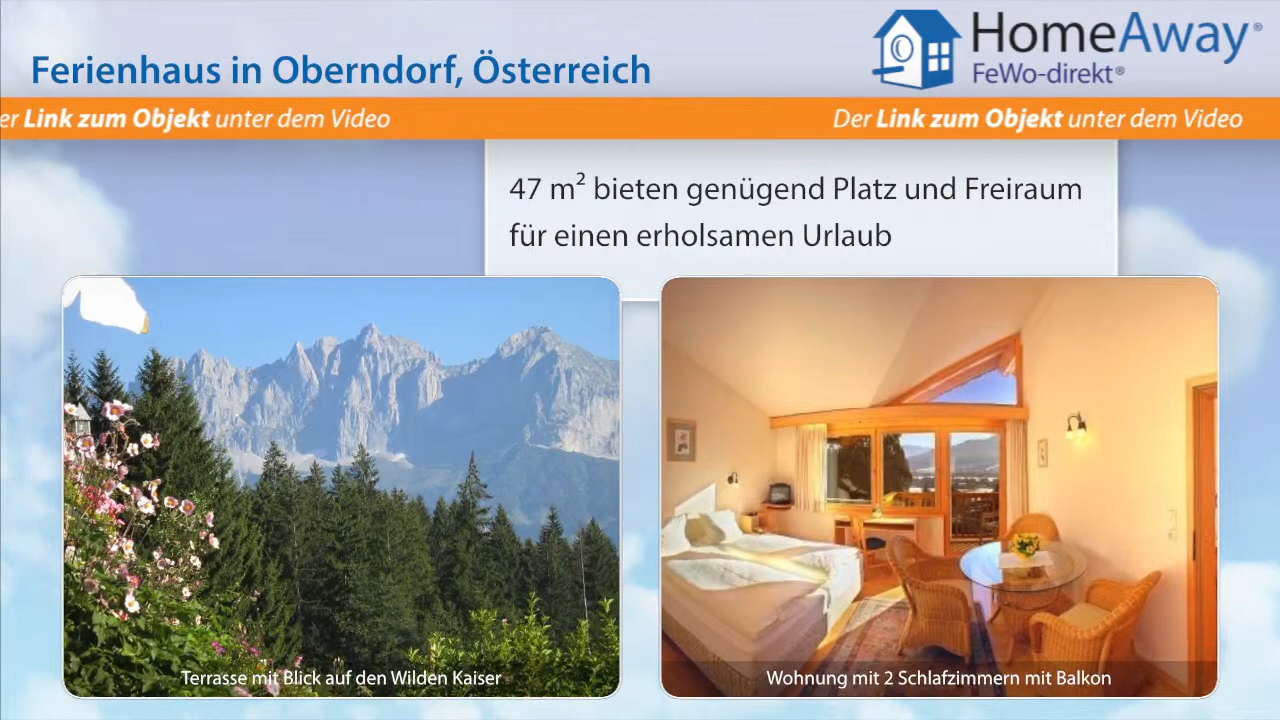 Ferienhaus in Oberndorf, Österreich
HomeAway®
FeWo-direkt®
er Link zum Objekt unter dem Video
Der Link zum Objekt unter dem Video
47 m² bieten genügend Platz und Freiraum
für einen erholsamen Urlaub
Terrasse mit Blick auf den Wilden Kaiser
Wohnung mit 2 Schlafzimmern mit Balkon